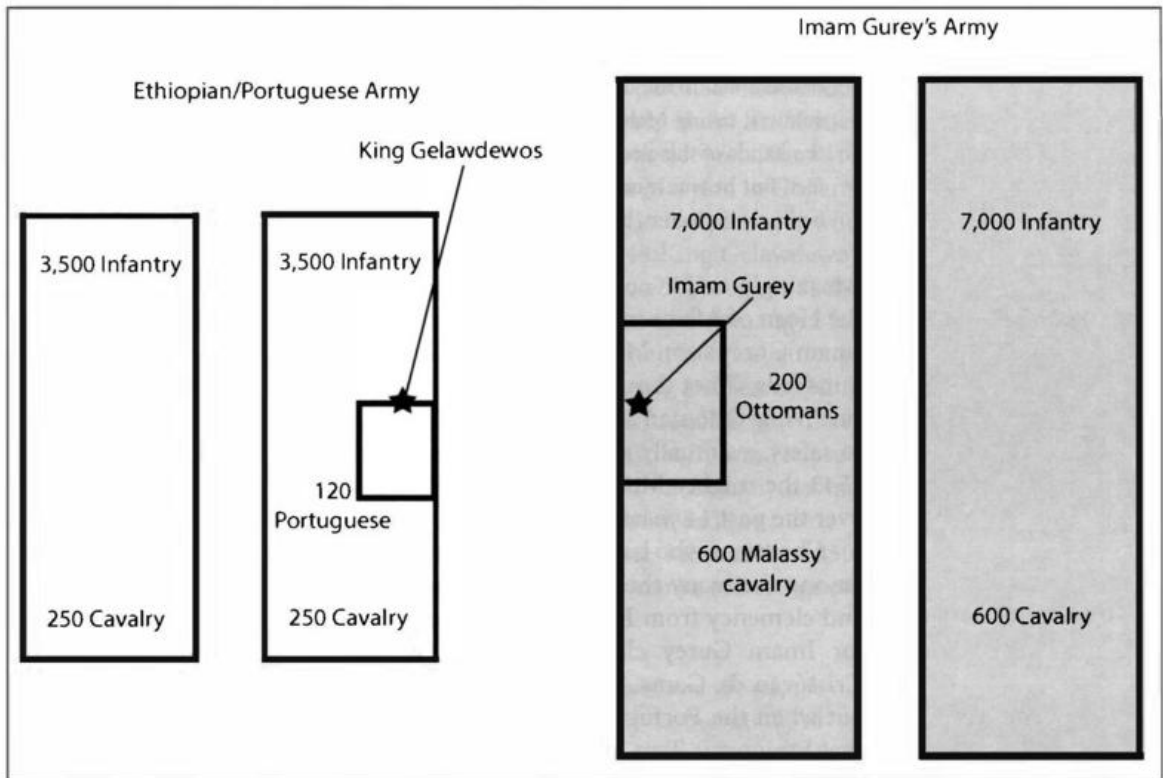 Imam Gurey's Army
Ethiopian/Portuguese Army
King Gelawdewos
3,500 Infantry
3,500 Infantry
120
Portuguese
250 Cavalry
250 Cavalry
7,000 Infantry
7,000 Infantry
Imam Gurey
200
Ottomans
600 Malassy
cavalry
600 Cavalry